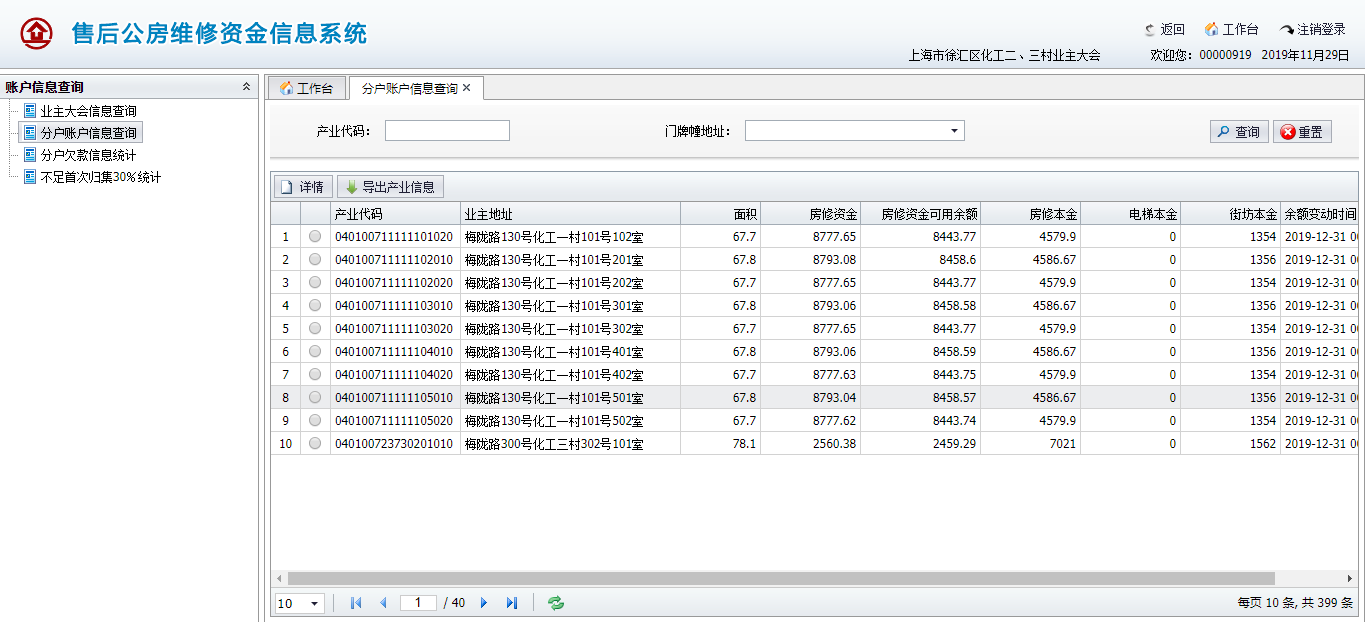 售后公房维修资金信息系统
返回 工作台 注销登录
上海市徐汇区化工二、三村业主大会 欢迎您: 00000919 2019年11月29日
账户信息查询
业主大会信息查询
分户账户信息查询
分户欠款信息统计
不足首次归集30%统计
工作台 分户账户信息查询
产业代码: 门牌幢地址: 查询 重置
详情 导出产业信息
产业代码 业主地址 面积 房修资金 房修资金可用余额 房修本金 电梯本金 街坊本金 余额变动时间
1 040100711111101020 梅陇路130号化工一村101号102室 67.7 8777.65 8443.77 4579.9 0 1354 2019-12-31
2 040100711111102010 梅陇路130号化工一村101号201室 67.8 8793.08 8458.6 4586.67 0 1356 2019-12-31
3 040100711111102020 梅陇路130号化工一村101号202室 67.7 8777.65 8443.77 4579.9 0 1354 2019-12-31
4 040100711111103010 梅陇路130号化工一村101号301室 67.8 8793.06 8458.58 4586.67 0 1356 2019-12-31
5 040100711111103020 梅陇路130号化工一村101号302室 67.7 8777.65 8443.77 4579.9 0 1354 2019-12-31
6 040100711111104010 梅陇路130号化工一村101号401室 67.8 8793.06 8458.59 4586.67 0 1356 2019-12-31
7 040100711111104020 梅陇路130号化工一村101号402室 67.7 8777.63 8443.75 4579.9 0 1354 2019-12-31
8 040100711111105010 梅陇路130号化工一村101号501室 67.8 8793.04 8458.57 4586.67 0 1356 2019-12-31
9 040100711111105020 梅陇路130号化工一村101号502室 67.7 8777.62 8443.74 4579.9 0 1354 2019-12-31
10 040100723730201010 梅陇路300号化工三村302号101室 78.1 2560.38 2459.29 7021 0 1562 2019-12-31
10 1 / 40 每页 10 条, 共 399 条